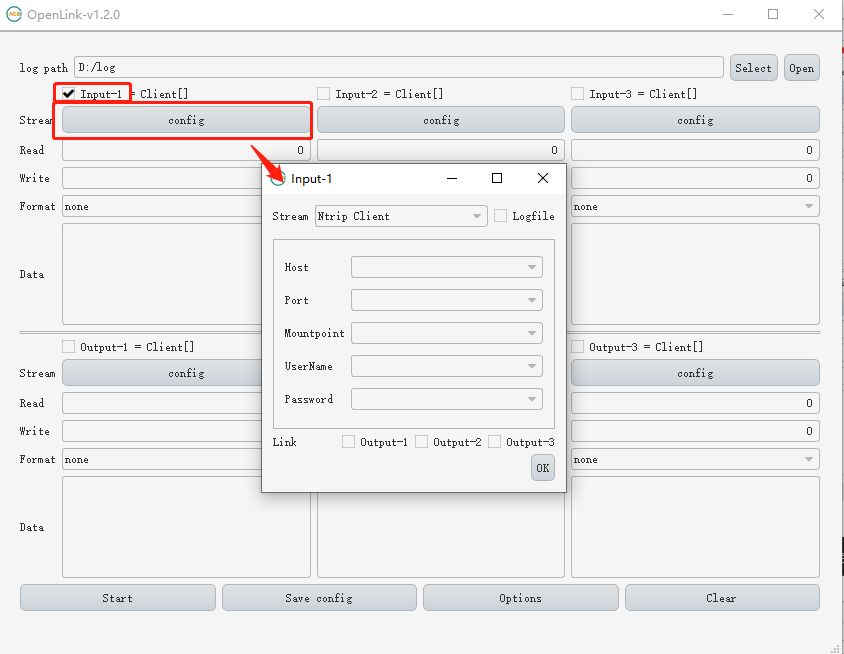 OpenLink-v1.2.0
log path D:/log Select Open
Input-1 = Client[] Input-2 = Client[] Input-3 = Client[]
Stream config config config
Read 0 0 0
Write 0
Format none none
Data
Input-1
Stream Ntrip Client Logfile
Host
Port
Mountpoint
UserName
Password
Link Output-1 Output-2 Output-3
OK
Output-1 = Client[] Output-3 = Client[]
Stream config config
Read 0
Write 0
Format none none
Data
Start Save config Options Clear